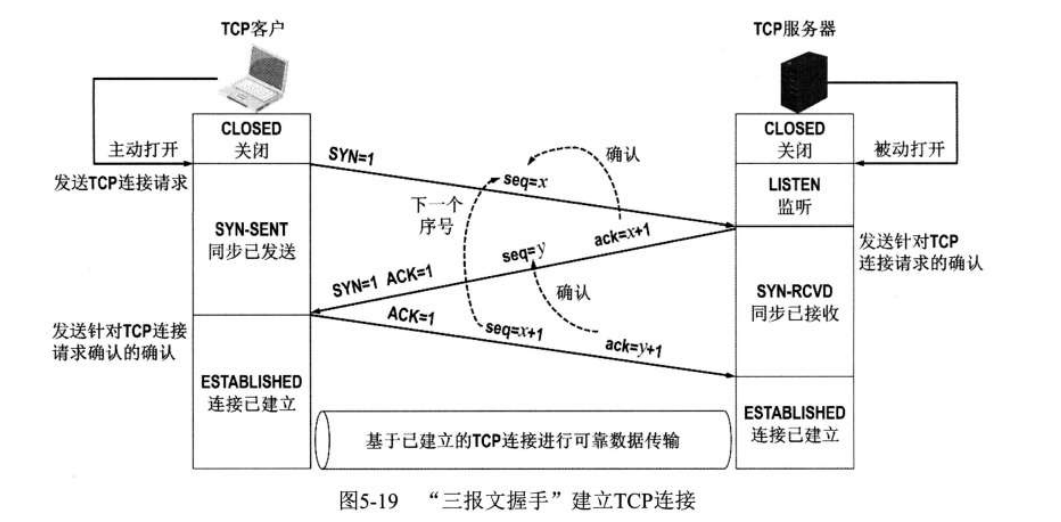 TCP客户
TCP服务器
CLOSED
关闭
主动打开
发送TCP连接请求
SYN=1
seq=x
确认
CLOSED
关闭
被动打开
LISTEN
监听
下一个
序号
SYN-SENT
同步已发送
ack=x+1
seq=y
SYN=1 ACK=1
发送针对TCP
连接请求的确认
确认
SYN-RCVD
同步已接收
发送针对TCP连接
请求确认的确认
ACK=1
seq=x+1
ack=y+1
ESTABLISHED
连接已建立
ESTABLISHED
连接已建立
基于已建立的TCP连接进行可靠数据传输
图5-19 “三报文握手”建立TCP连接